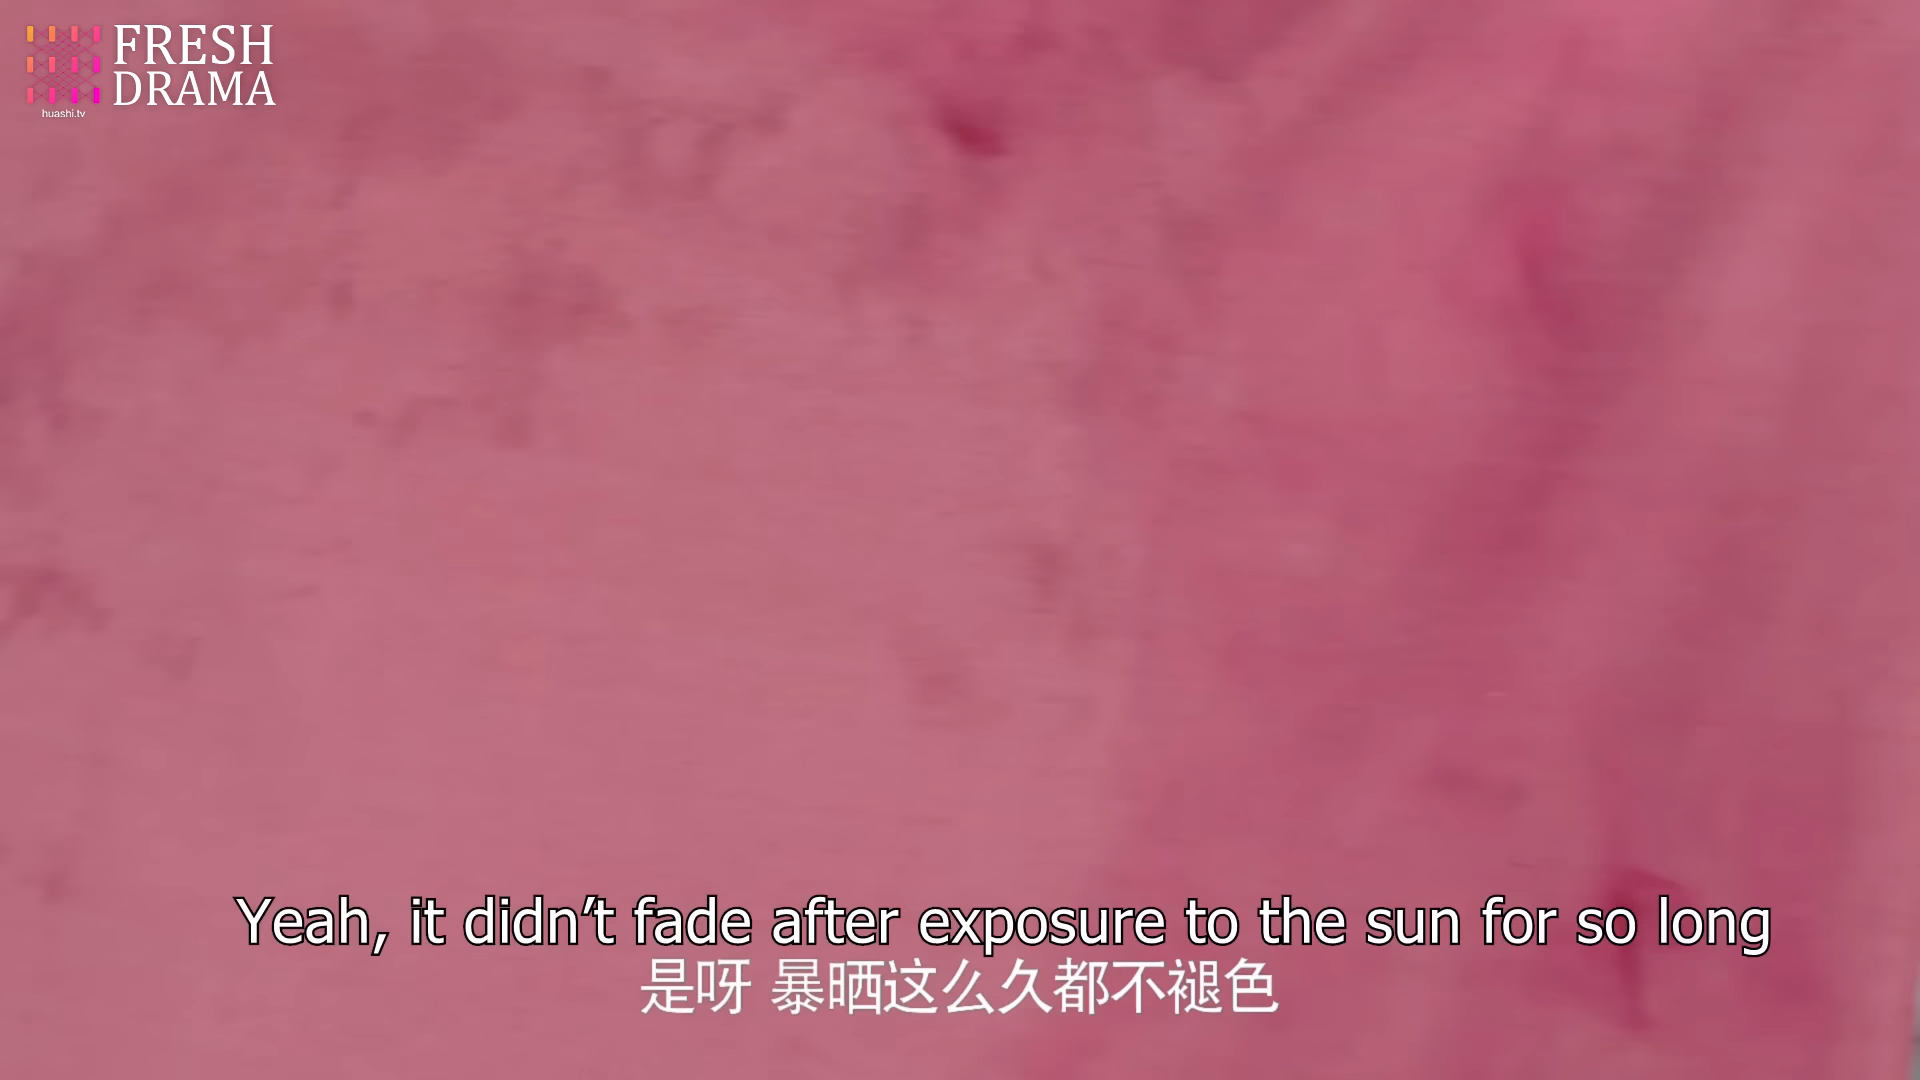 FRESH
DRAMA
huashi.tv
Yeah, it didn’t fade after exposure to the sun for so long
是呀 暴晒这么久都不褪色